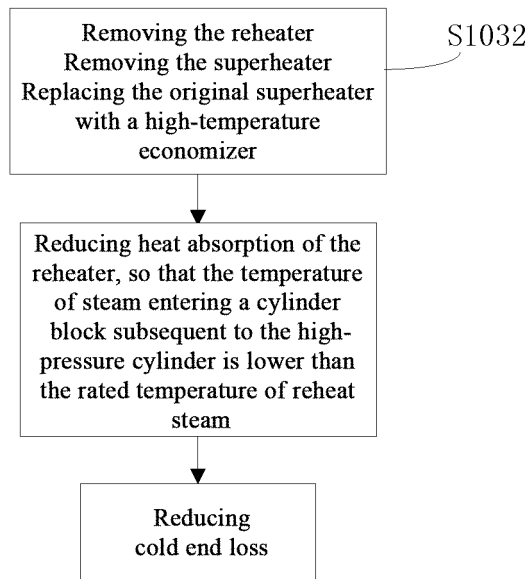 Removing the reheater
Removing the superheater
Replacing the original superheater
with a high-temperature
economizer
S1032
Reducing heat absorption of the
reheater, so that the temperature
of steam entering a cylinder
block subsequent to the high-
pressure cylinder is lower than
the rated temperature of reheat
steam
Reducing
cold end loss